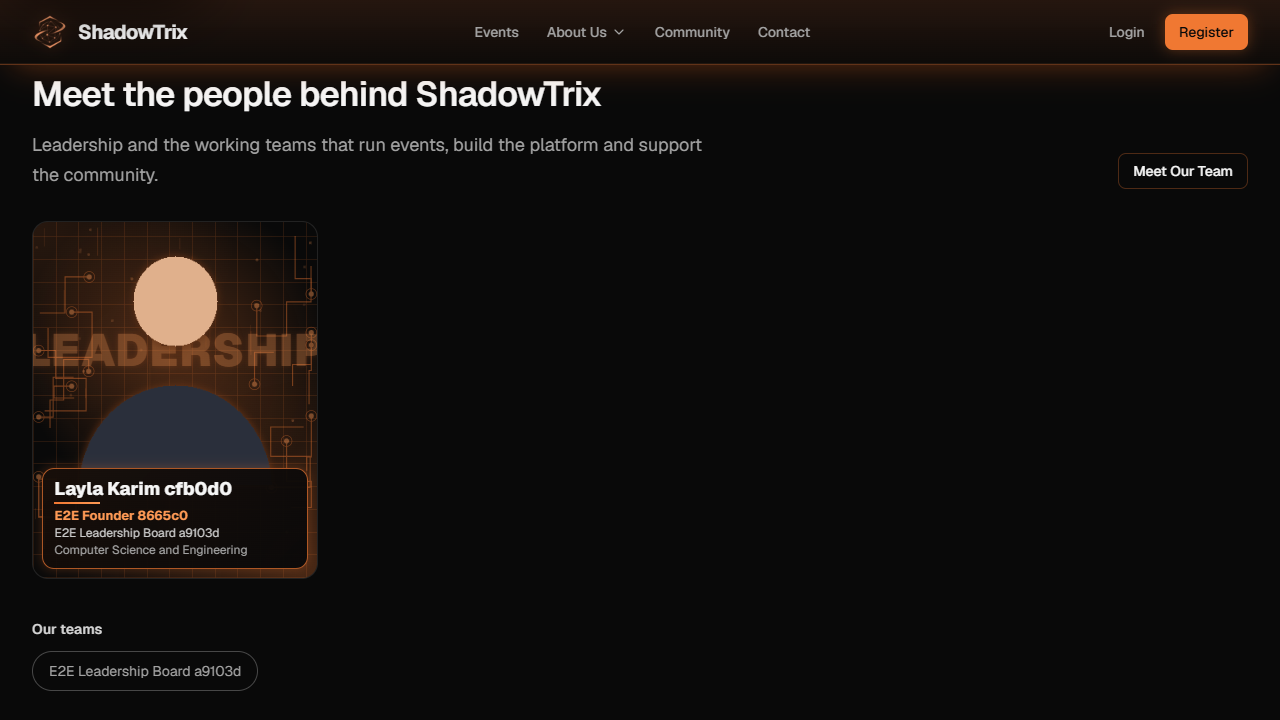 ShadowTrix
Events
About Us
Community
Contact
Login
Register
Meet the people behind ShadowTrix
Leadership and the working teams that run events, build the platform and support
the community.
Meet Our Team
LEADERSHIP
Layla Karim cfb0d0
E2E Founder 8665c0
E2E Leadership Board a9103d
Computer Science and Engineering
Our teams
E2E Leadership Board a9103d